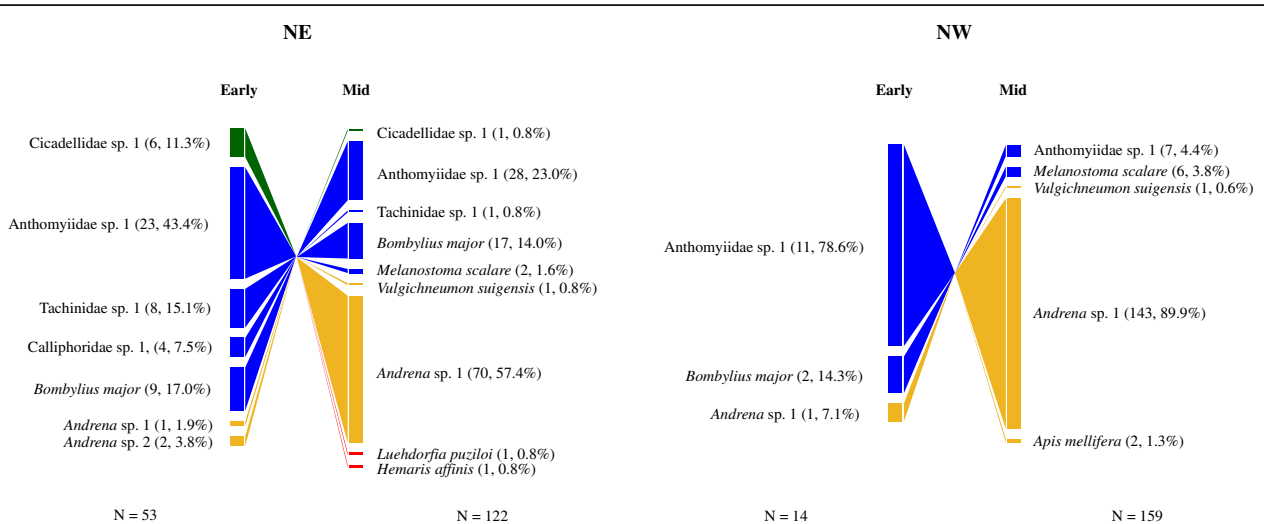 NE
Early
Mid
Cicadellidae sp. 1 (6, 11.3%)
Anthomyiidae sp. 1 (23, 43.4%)
Tachinidae sp. 1 (8, 15.1%)
Calliphoridae sp. 1, (4, 7.5%)
Bombylius major (9, 17.0%)
Andrena sp. 1 (1, 1.9%)
Andrena sp. 2 (2, 3.8%)
Cicadellidae sp. 1 (1, 0.8%)
Anthomyiidae sp. 1 (28, 23.0%)
Tachinidae sp. 1 (1, 0.8%)
Bombylius major (17, 14.0%)
Melanostoma scalare (2, 1.6%)
Vulgichneumon suigensis (1, 0.8%)
Andrena sp. 1 (70, 57.4%)
Luehdorfia puziloi (1, 0.8%)
Hemaris affinis (1, 0.8%)
N = 53
N = 122
NW
Early
Mid
Anthomyiidae sp. 1 (11, 78.6%)
Bombylius major (2, 14.3%)
Andrena sp. 1 (1, 7.1%)
Anthomyiidae sp. 1 (7, 4.4%)
Melanostoma scalare (6, 3.8%)
Vulgichneumon suigensis (1, 0.6%)
Andrena sp. 1 (143, 89.9%)
Apis mellifera (2, 1.3%)
N = 14
N = 159